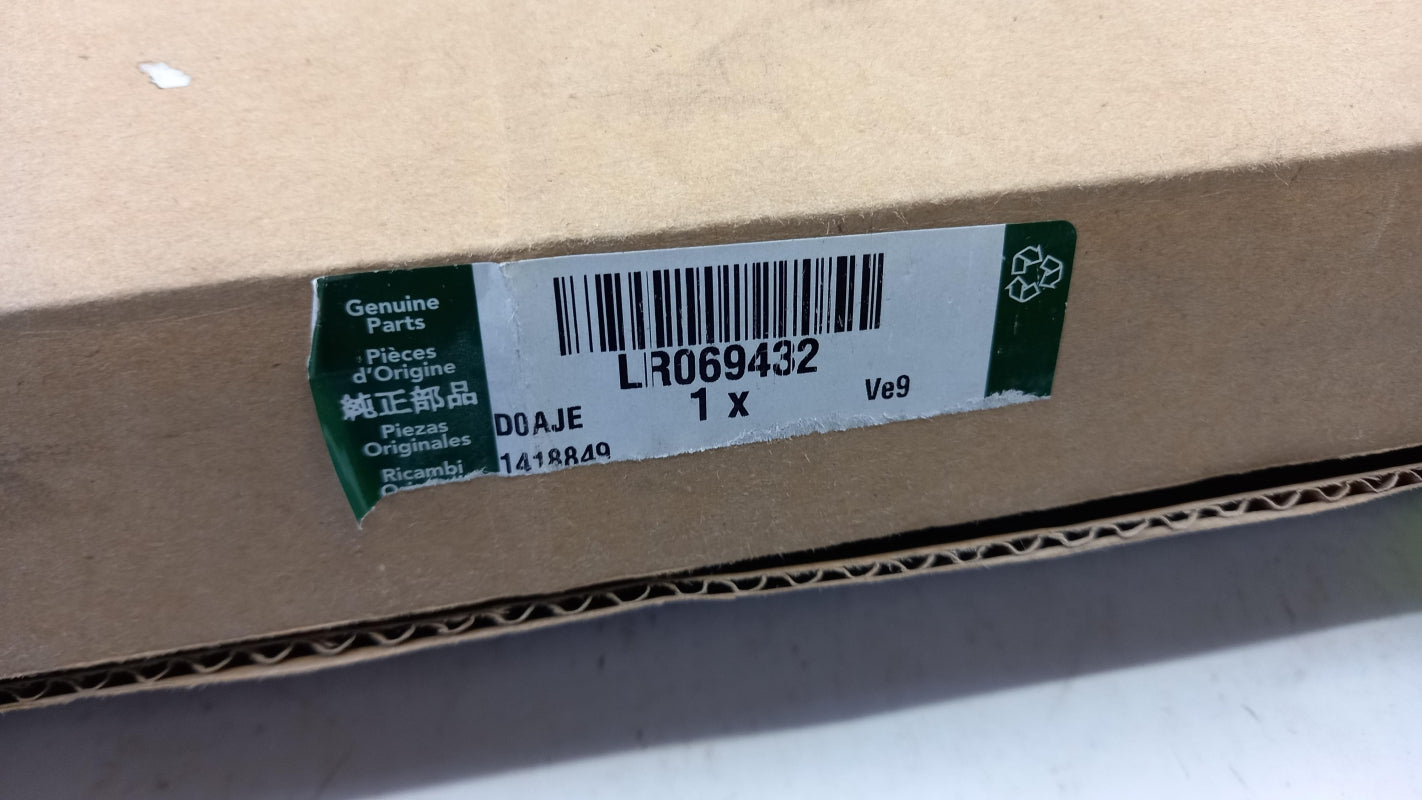 Genuine
Parts
Pièces
d'Origine
純正部品
Piezas
Originales
Ricambi
LR069432
1 x
Ve9
D0AJE
1418849